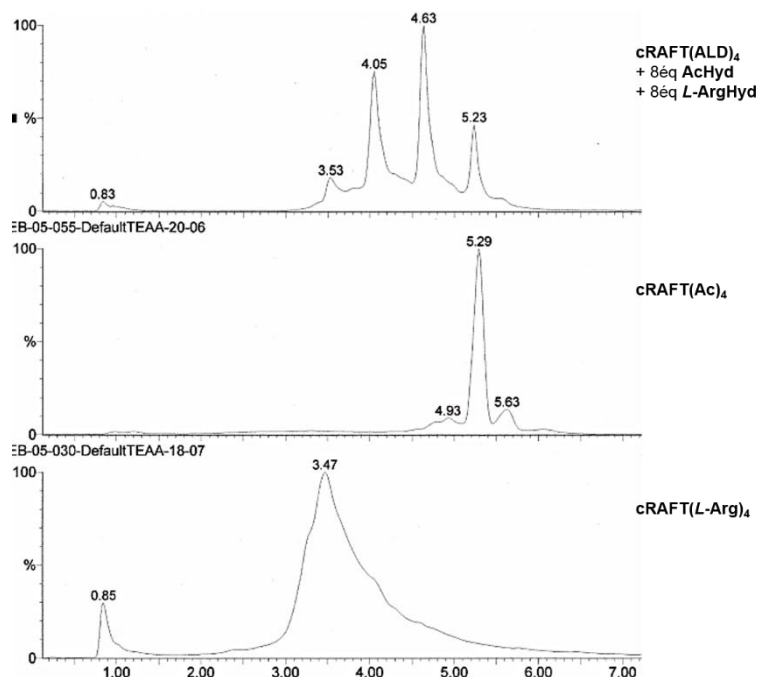 100
%
0
0.83
3.53
4.05
4.63
5.23
cRAFT(ALD)₄
+ 8éq AcHyd
+ 8éq L-ArgHyd
EB-05-055-DefaultTEAA-20-06
100
%
0
4.93
5.29
5.63
cRAFT(Ac)₄
EB-05-030-DefaultTEAA-18-07
100
%
0
0.85
3.47
cRAFT(L-Arg)₄
1.00 2.00 3.00 4.00 5.00 6.00 7.00